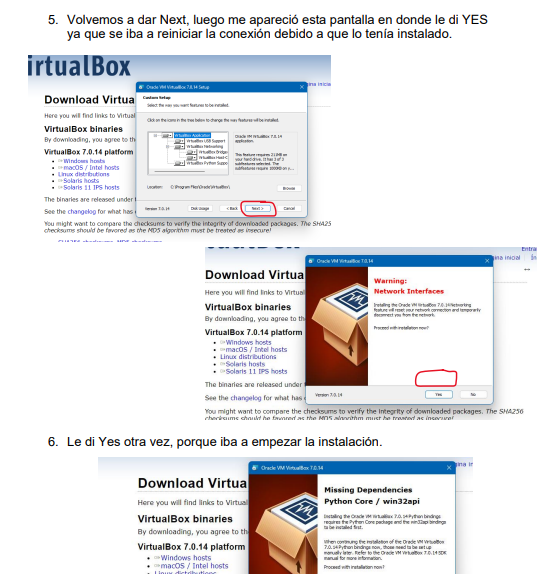 5. Volvemos a dar Next, luego me apareció esta pantalla en donde le di YES
ya que se iba a reiniciar la conexión debido a que lo tenía instalado.
irtualBox
Download Virtua
Here you will find links to Virtual
VirtualBox binaries
By downloading, you agree to th
VirtualBox 7.0.14 platform
Windows hosts
macOS / Intel hosts
Linux distributions
Solaris hosts
Solaris 11 IPS hosts
The binaries are released under
See the changelog for what has
You might want to compare the checksums to verify the integrity of downloaded packages. The SHA25
checksums should be favored as the MD5 algorithm must be treated as insecure!
Oracle VM VirtualBox 7.0.14 Setup
Custom Setup
Select the way you want features to be installed.
Click on the icons in the tree below to change the way features will be installed.
VirtualBox Application
VirtualBox USB Support
VirtualBox Networking
VirtualBox Bridge
VirtualBox Host-O
VirtualBox Python Suppo
Oracle VM VirtualBox 7.0.14
application.
This feature requires 211MB on
your hard drive. It has 3 of 3
subfeatures selected. The
Location: C:\Program Files\Oracle\VirtualBox\
Browse
Version 7.0.14
Disk Usage
< Back
Next >
Cancel
Entra
ina inicial
Download Virtua
Here you will find links to Virtual
VirtualBox binaries
By downloading, you agree to th
VirtualBox 7.0.14 platform
Windows hosts
macOS / Intel hosts
Linux distributions
Solaris hosts
Solaris 11 IPS hosts
The binaries are released under
See the changelog for what has
You might want to compare the checksums to verify the integrity of downloaded packages. The SHA256
checksums should be favored as the MD5 algorithm must be treated as insecure!
Oracle VM VirtualBox 7.0.14
Warning:
Network Interfaces
Installing the Oracle VM VirtualBox 7.0.14 Networking
feature will reset your network connection and temporarily
disconnect you from the network.
Proceed with installation now?
Version 7.0.14
Yes
No
6. Le di Yes otra vez, porque iba a empezar la instalación.
Download Virtua
Here you will find links to Virtual
VirtualBox binaries
By downloading, you agree to th
VirtualBox 7.0.14 platform
Windows hosts
macOS / Intel hosts
Linux distributions
Oracle VM VirtualBox 7.0.14
Missing Dependencies
Python Core / win32api
Installing the Oracle VM VirtualBox 7.0.14 Python bindings
requires the Python Core package and the win32api bindings
to be installed first.
When continuing the installation of the Oracle VM VirtualBox
7.0.14 Python bindings now, those need to be set up
manually later. Refer to the Oracle VM VirtualBox 7.0.14 SDK
manual for more information.
Proceed with installation now?